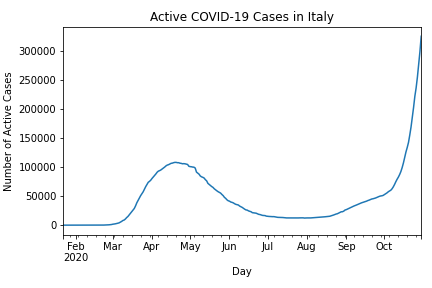 Active COVID-19 Cases in Italy
Number of Active Cases
300000
250000
200000
150000
100000
50000
0
Feb Mar Apr May Jun Jul Aug Sep Oct
2020
Day